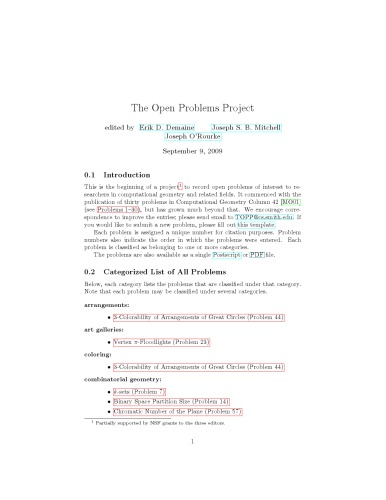 The Open Problems Project
edited by Erik D. Demaine Joseph S. B. Mitchell
Joseph O'Rourke
September 9, 2009
0.1 Introduction
This is the beginning of a project1 to record open problems of interest to re-
searchers in computational geometry and related fields. It commenced with the
publication of thirty problems in Computational Geometry Column 42 [MO01]
(see Problems 1–30), but has grown much beyond that. We encourage corre-
spondence to improve the entries; please send email to TOPP@cs.smith.edu. If
you would like to submit a new problem, please fill out this template.
Each problem is assigned a unique number for citation purposes. Problem
numbers also indicate the order in which the problems were entered. Each
problem is classified as belonging to one or more categories.
The problems are also available as a single Postscript or PDF file.
0.2 Categorized List of All Problems
Below, each category lists the problems that are classified under that category.
Note that each problem may be classified under several categories.
arrangements:
• 3-Colorability of Arrangements of Great Circles (Problem 44)
art galleries:
• Vertex π-Floodlights (Problem 23)
coloring:
• 3-Colorability of Arrangements of Great Circles (Problem 44)
combinatorial geometry:
• k-sets (Problem 7)
• Binary Space Partition Size (Problem 14)
• Chromatic Number of the Plane (Problem 57)
1 Partially supported by NSF grants to the three editors.
1